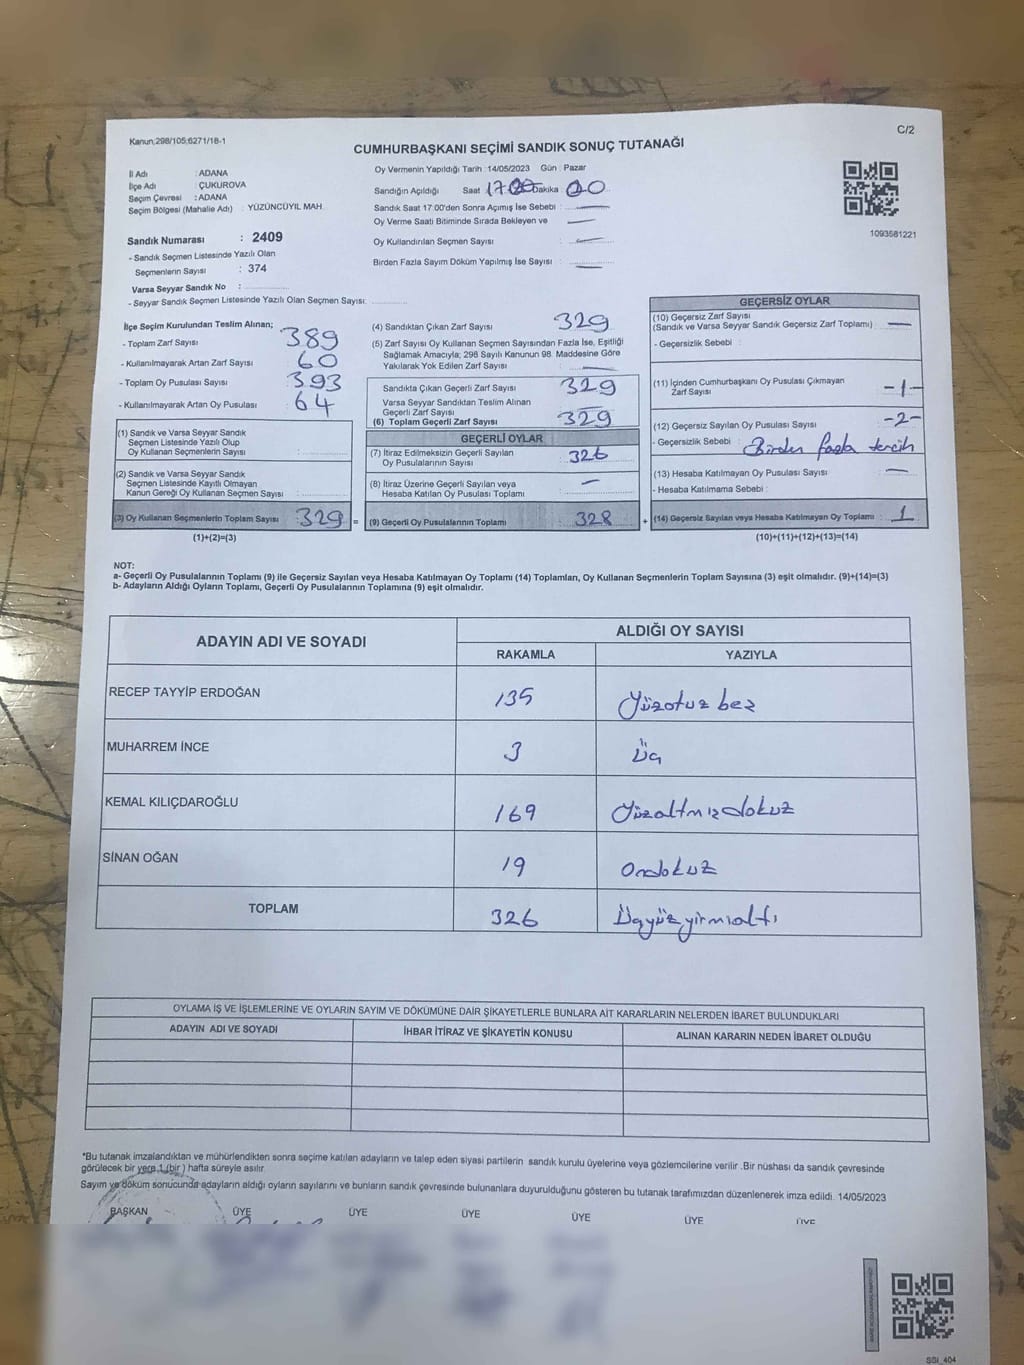 Kanun;298/105;6271/18-1
C/2
CUMHURBAŞKANI SEÇİMİ SANDIK SONUÇ TUTANAĞI
İl Adı : ADANA
İlçe Adı : ÇUKUROVA
Seçim Çevresi : ADANA
Seçim Bölgesi (Mahalle Adı) : YÜZÜNCÜYIL MAH.
Sandık Numarası : 2409
- Sandık Seçmen Listesinde Yazılı Olan
Seçmenlerin Sayısı : 374
Varsa Seyyar Sandık No :
- Seyyar Sandık Seçmen Listesinde Yazılı Olan Seçmen Sayısı:
Oy Vermenin Yapıldığı Tarih :14/05/2023 Gün : Pazar
Sandığın Açıldığı Saat 17 Dakika 00
Sandık Saat 17:00'den Sonra Açımış İse Sebebi :
Oy Verme Saati Bitiminde Sırada Bekleyen ve
Oy Kullandırılan Seçmen Sayısı :
Birden Fazla Sayım Döküm Yapılmış İse Sayısı :
1093581221
İlçe Seçim Kurulundan Teslim Alınan;
- Toplam Zarf Sayısı : 389
- Kullanılmayarak Artan Zarf Sayısı : 60
- Toplam Oy Pusulası Sayısı : 393
- Kullanılmayarak Artan Oy Pusulası : 64
(1) Sandık ve Varsa Seyyar Sandık
Seçmen Listesinde Yazılı Olup
Oy Kullanan Seçmenlerin Sayısı :
(2) Sandık ve Varsa Seyyar Sandık
Seçmen Listesinde Kayıtlı Olmayan
Kanun Gereği Oy Kullanan Seçmen Sayısı :
(3) Oy Kullanan Seçmenlerin Toplam Sayısı : 329 =
(1)+(2)=(3)
(4) Sandıktan Çıkan Zarf Sayısı : 329
(5) Zarf Sayısı Oy Kullanan Seçmen Sayısından Fazla İse, Eşitliği
Sağlamak Amacıyla; 298 Sayılı Kanunun 98. Maddesine Göre
Yakılarak Yok Edilen Zarf Sayısı :
Sandıkta Çıkan Geçerli Zarf Sayısı : 329
Varsa Seyyar Sandıktan Teslim Alınan
Geçerli Zarf Sayısı :
(6) Toplam Geçerli Zarf Sayısı : 329
GEÇERLİ OYLAR
(7) İtiraz Edilmeksizin Geçerli Sayılan
Oy Pusulasının Sayısı : 326
(8) İtiraz Üzerine Geçerli Sayılan veya
Hesaba Katılan Oy Pusulası Toplamı : -
(9) Geçerli Oy Pusulalarının Toplamı : 328 +
GEÇERSİZ OYLAR
(10) Geçersiz Zarf Sayısı
(Sandık ve Varsa Seyyar Sandık Geçersiz Zarf Toplamı) : —
- Geçersizlik Sebebi :
(11) İçinden Cumhurbaşkanı Oy Pusulası Çıkmayan
Zarf Sayısı : -1-
(12) Geçersiz Sayılan Oy Pusulası Sayısı : -2-
- Geçersizlik Sebebi : Birden fazla tercih
(13) Hesaba Katılmayan Oy Pusulası Sayısı : —
- Hesaba Katılmama Sebebi :
(14) Geçersiz Sayılan veya Hesaba Katılmayan Oy Toplamı : 1
(10)+(11)+(12)+(13)=(14)
NOT:
a- Geçerli Oy Pusulalarının Toplamı (9) ile Geçersiz Sayılan veya Hesaba Katılmayan Oy Toplamı (14) Toplamları, Oy Kullanan Seçmenlerin Toplam Sayısına (3) eşit olmalıdır. (9)+(14)=(3)
b- Adayların Aldığı Oyların Toplamı, Geçerli Oy Pusulalarının Toplamına (9) eşit olmalıdır.
ADAYIN ADI VE SOYADI ALDIĞI OY SAYISI
RAKAMLA YAZIYLA
RECEP TAYYİP ERDOĞAN 135 Yüzotuz beş
MUHARREM İNCE 3 Üç
KEMAL KILIÇDAROĞLU 169 Yüzaltmışdokuz
SİNAN OĞAN 19 Ondokuz
TOPLAM 326 Üçyüzyirmialtı
OYLAMA İŞ VE İŞLEMLERİNE VE OYLARIN SAYIM VE DÖKÜMÜNE DAİR ŞİKAYETLERLE BUNLARA AİT KARARLARIN NELERDEN İBARET BULUNDUKLARI
ADAYIN ADI VE SOYADI İHBAR İTİRAZ VE ŞİKAYETİN KONUSU ALINAN KARARIN NEDEN İBARET OLDUĞU
*Bu tutanak imzalandıktan ve mühürlendikten sonra seçime katılan adayların ve talep eden siyasi partilerin sandık kurulu üyelerine veya gözlemcilerine verilir .Bir nüshası da sandık çevresinde
görülecek bir yere 1 (bir ) hafta süreyle asılır.
Sayım ve döküm sonucunda adayların aldığı oyların sayılarını ve bunların sandık çevresinde bulunanlara duyurulduğunu gösteren bu tutanak tarafımızdan düzenlenerek imza edildi. 14/05/2023
BAŞKAN ÜYE ÜYE ÜYE ÜYE ÜYE ÜYE
SSİ_404